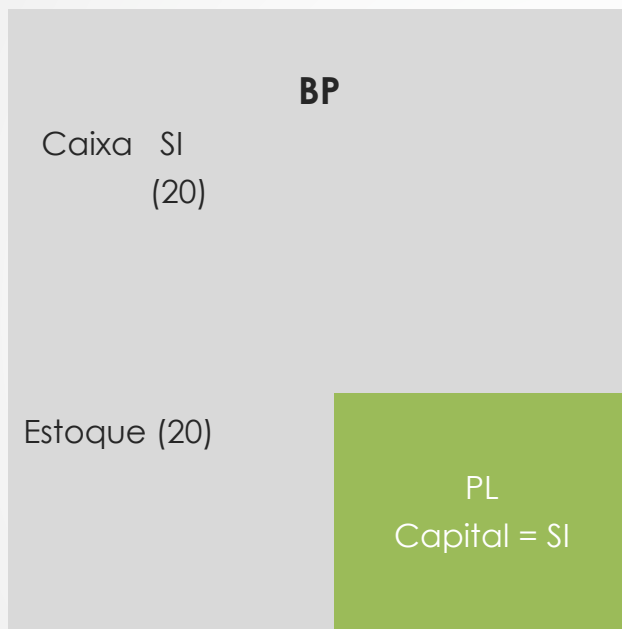 BP
Caixa SI
(20)
Estoque (20)
PL
Capital = SI